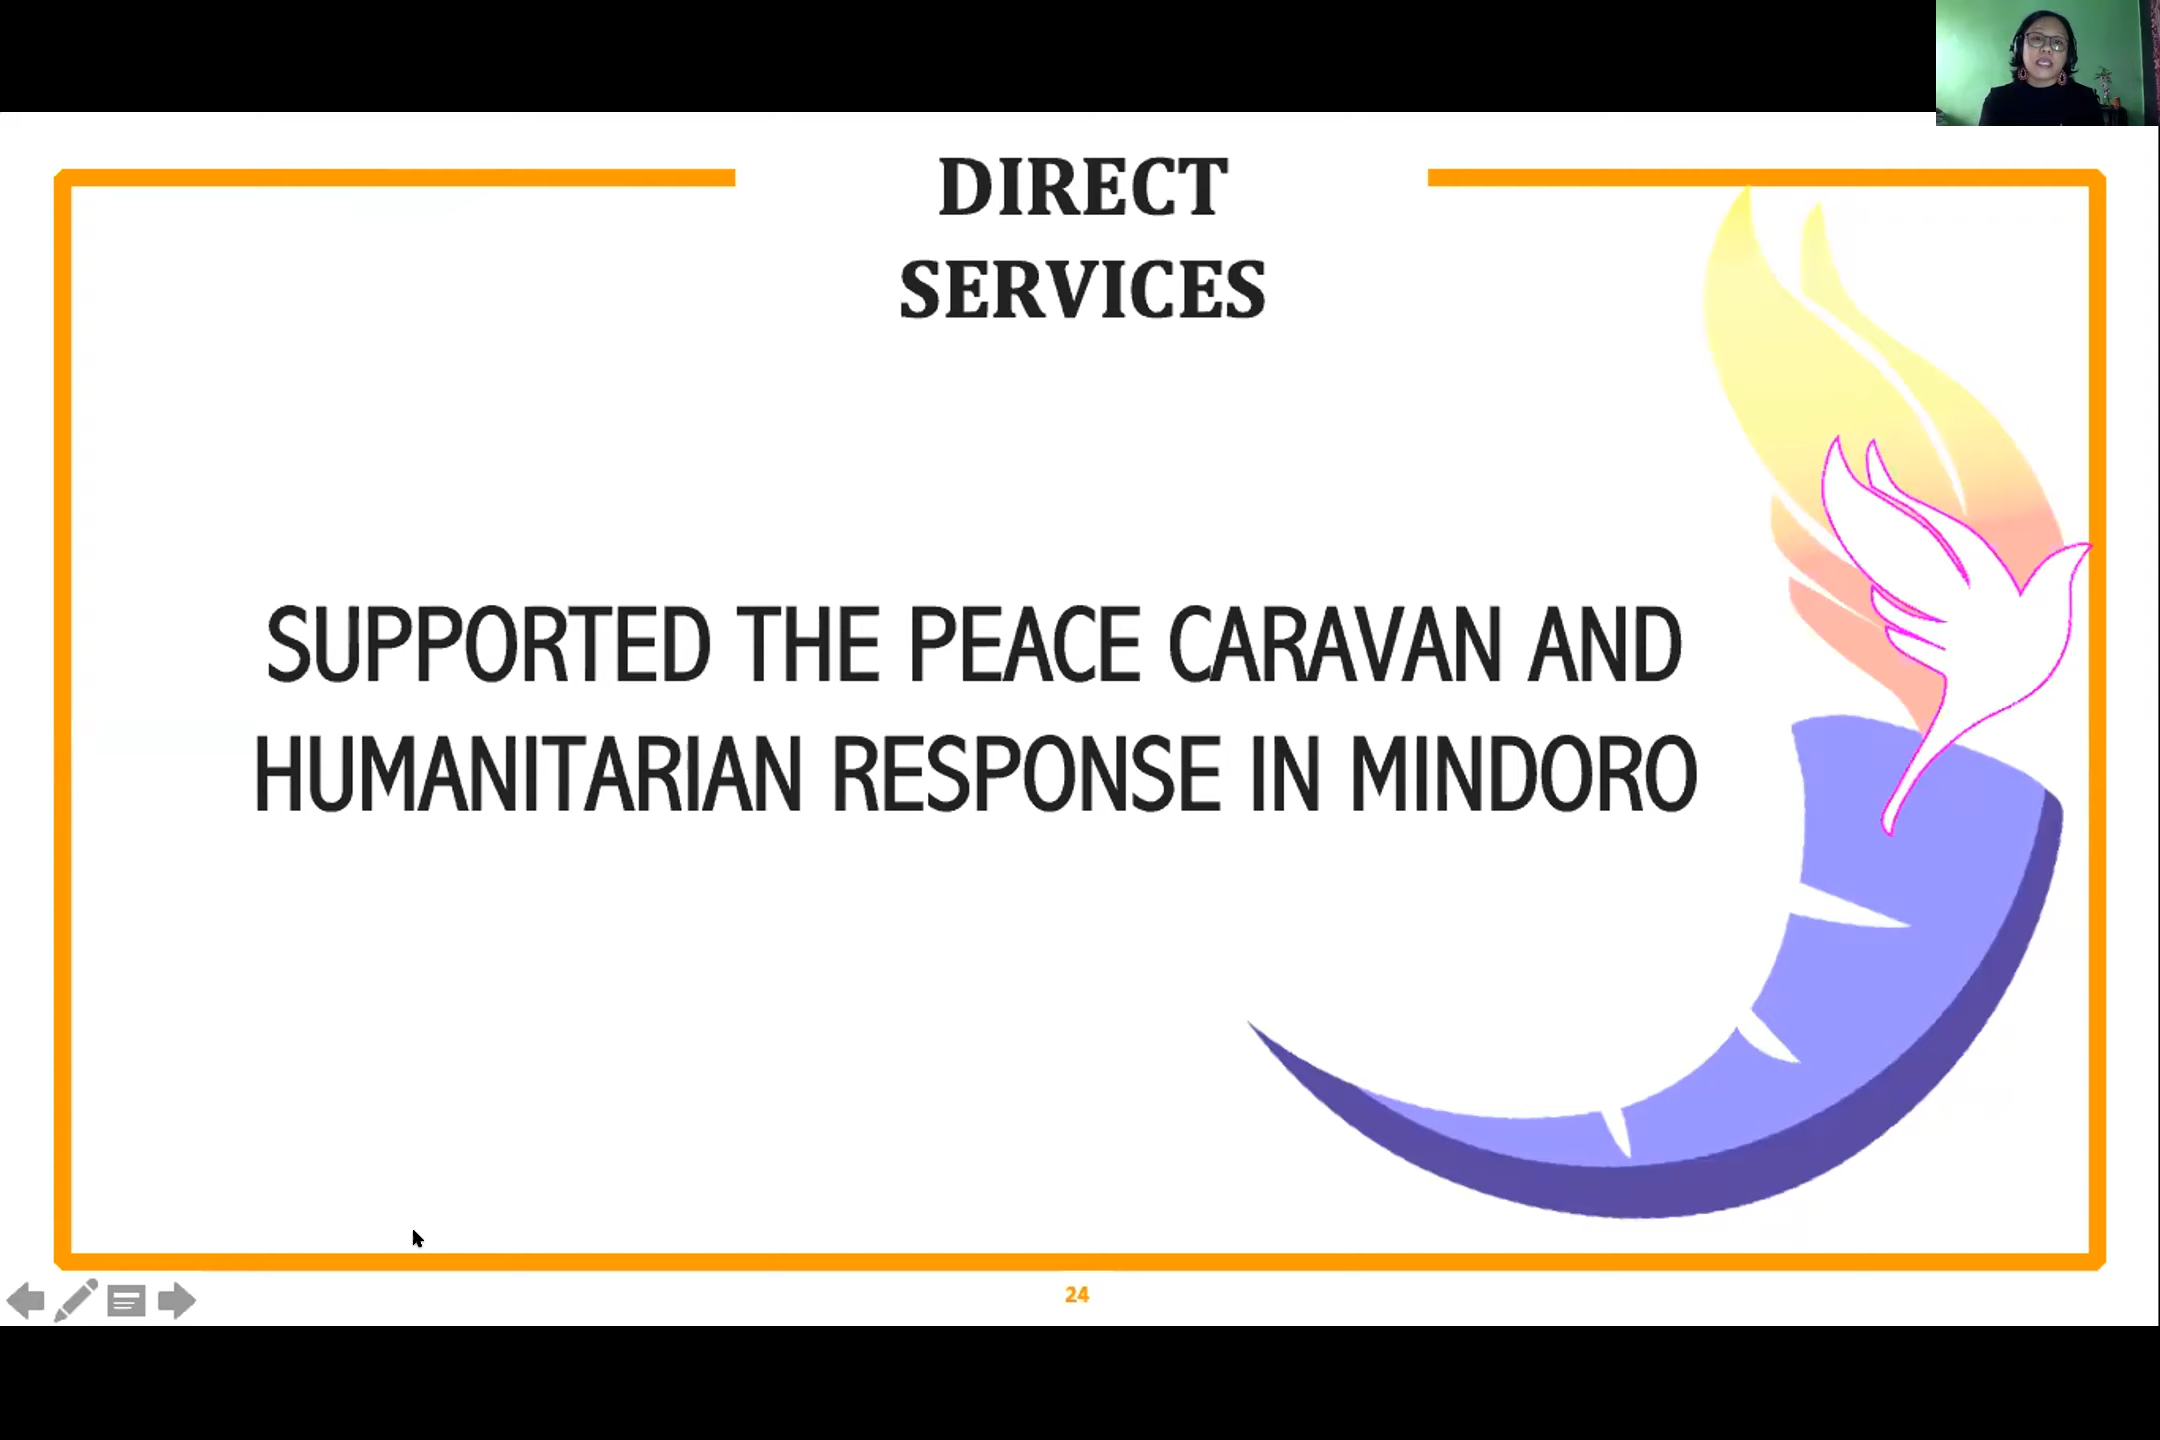 DIRECT
SERVICES
SUPPORTED THE PEACE CARAVAN AND
HUMANITARIAN RESPONSE IN MINDORO
24